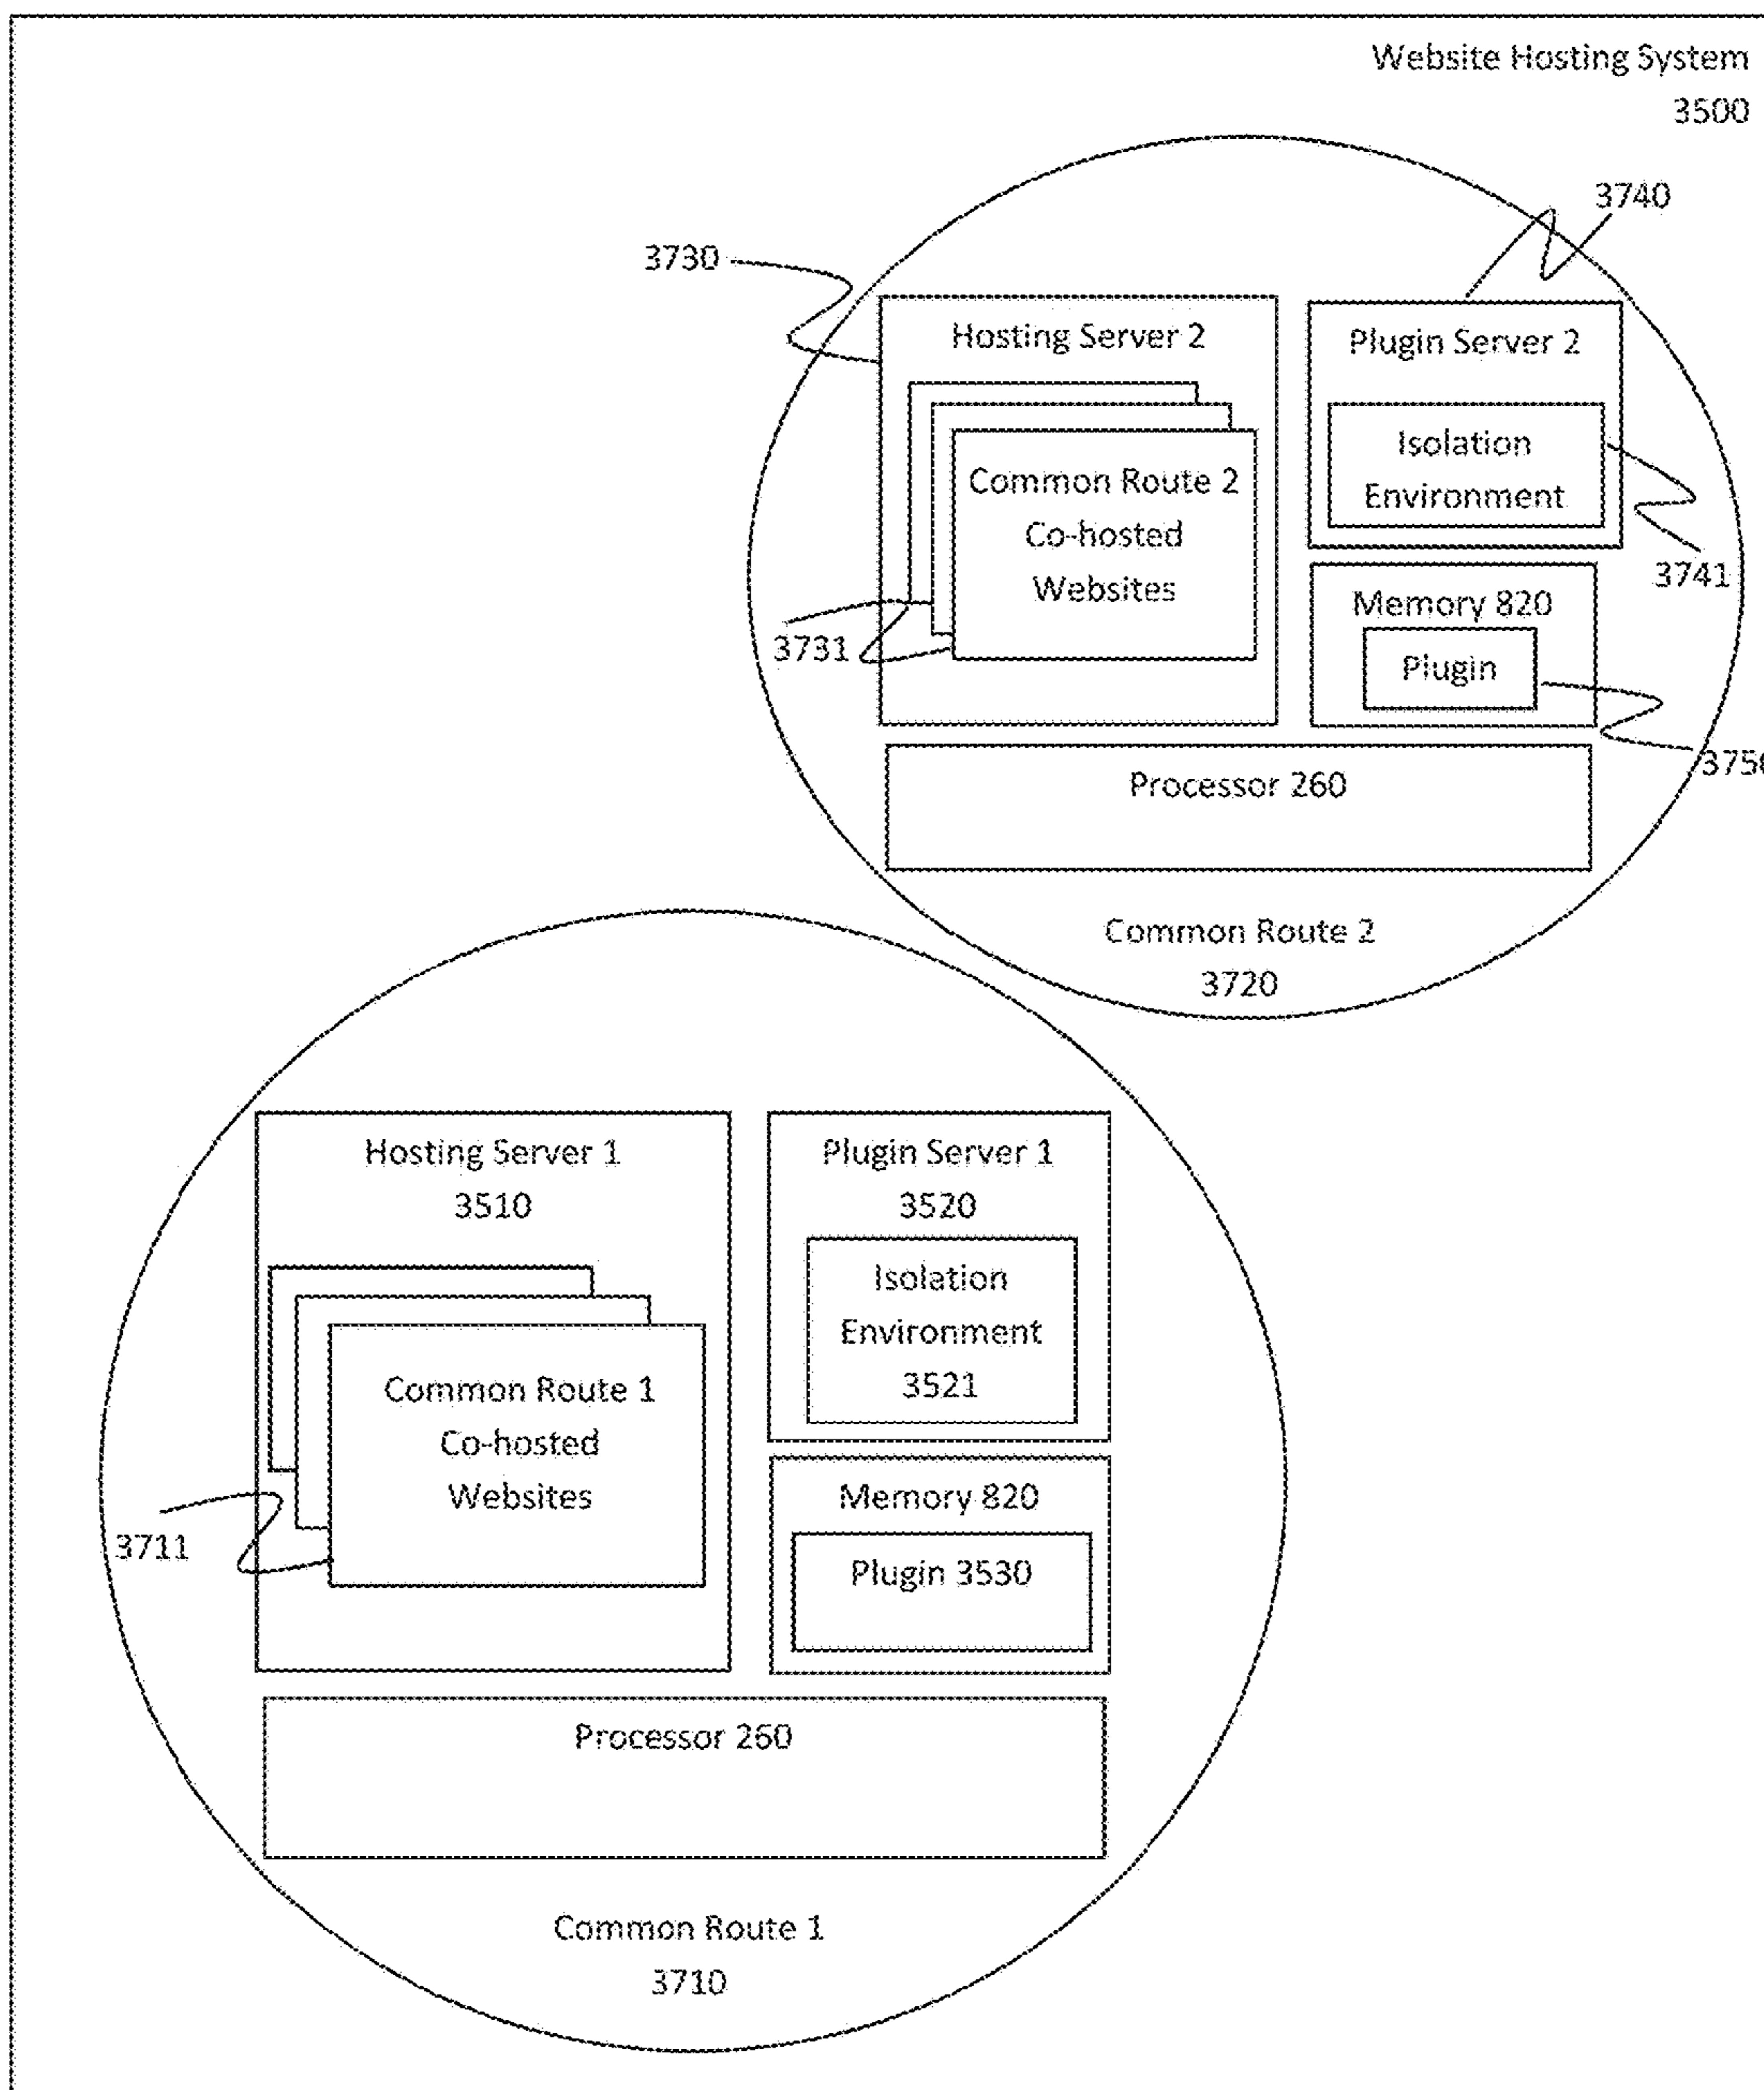 Website Hosting System
3500
3740
3730
Hosting Server 2
Plugin Server 2
Isolation
Environment
3741
Common Route 2
Co-hosted
Websites
3731
Memory 820
Plugin
Processor 260
Common Route 2
3720
Hosting Server 1
3510
Plugin Server 1
3520
Isolation
Environment
3521
Common Route 1
Co-hosted
Websites
3711
Memory 820
Plugin 3530
Processor 260
Common Route 1
3710